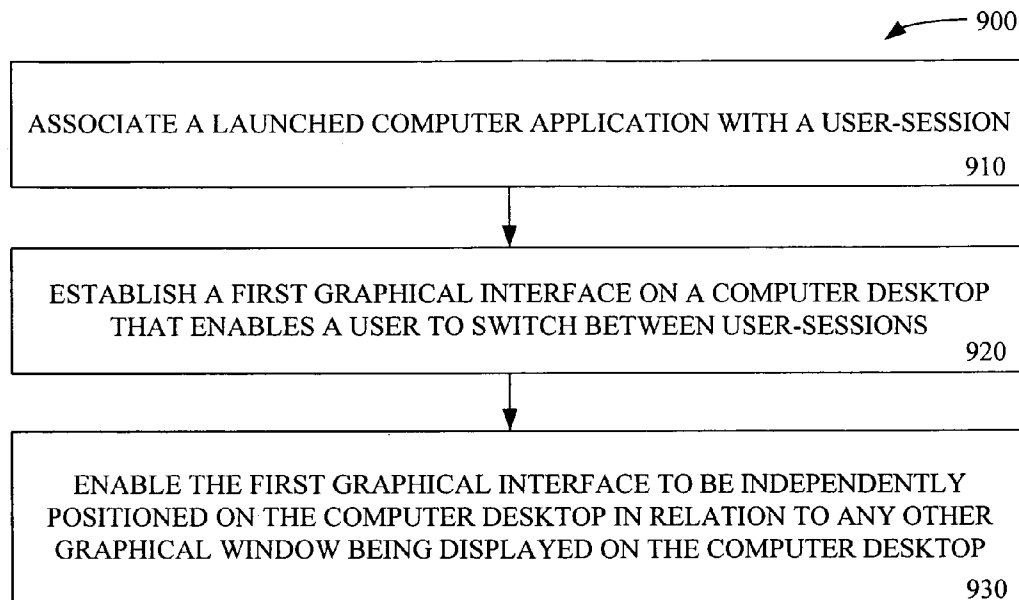 900
ASSOCIATE A LAUNCHED COMPUTER APPLICATION WITH A USER-SESSION
910
ESTABLISH A FIRST GRAPHICAL INTERFACE ON A COMPUTER DESKTOP
THAT ENABLES A USER TO SWITCH BETWEEN USER-SESSIONS
920
ENABLE THE FIRST GRAPHICAL INTERFACE TO BE INDEPENDENTLY
POSITIONED ON THE COMPUTER DESKTOP IN RELATION TO ANY OTHER
GRAPHICAL WINDOW BEING DISPLAYED ON THE COMPUTER DESKTOP
930